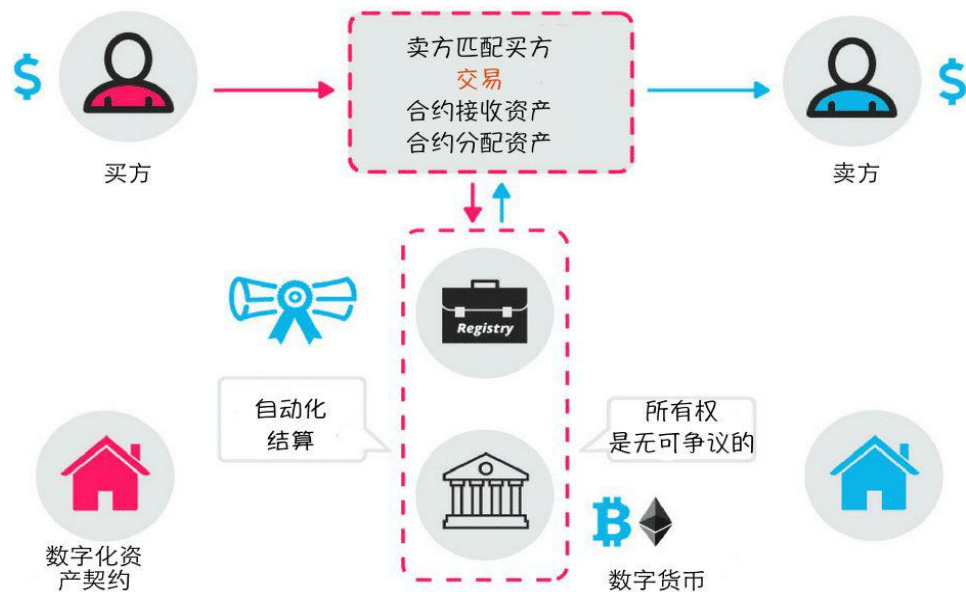 $
$
卖方匹配买方
交易
合约接收资产
合约分配资产
买方
卖方
Registry
自动化
结算
所有权
是无可争议的
数字化资
产契约
数字货币